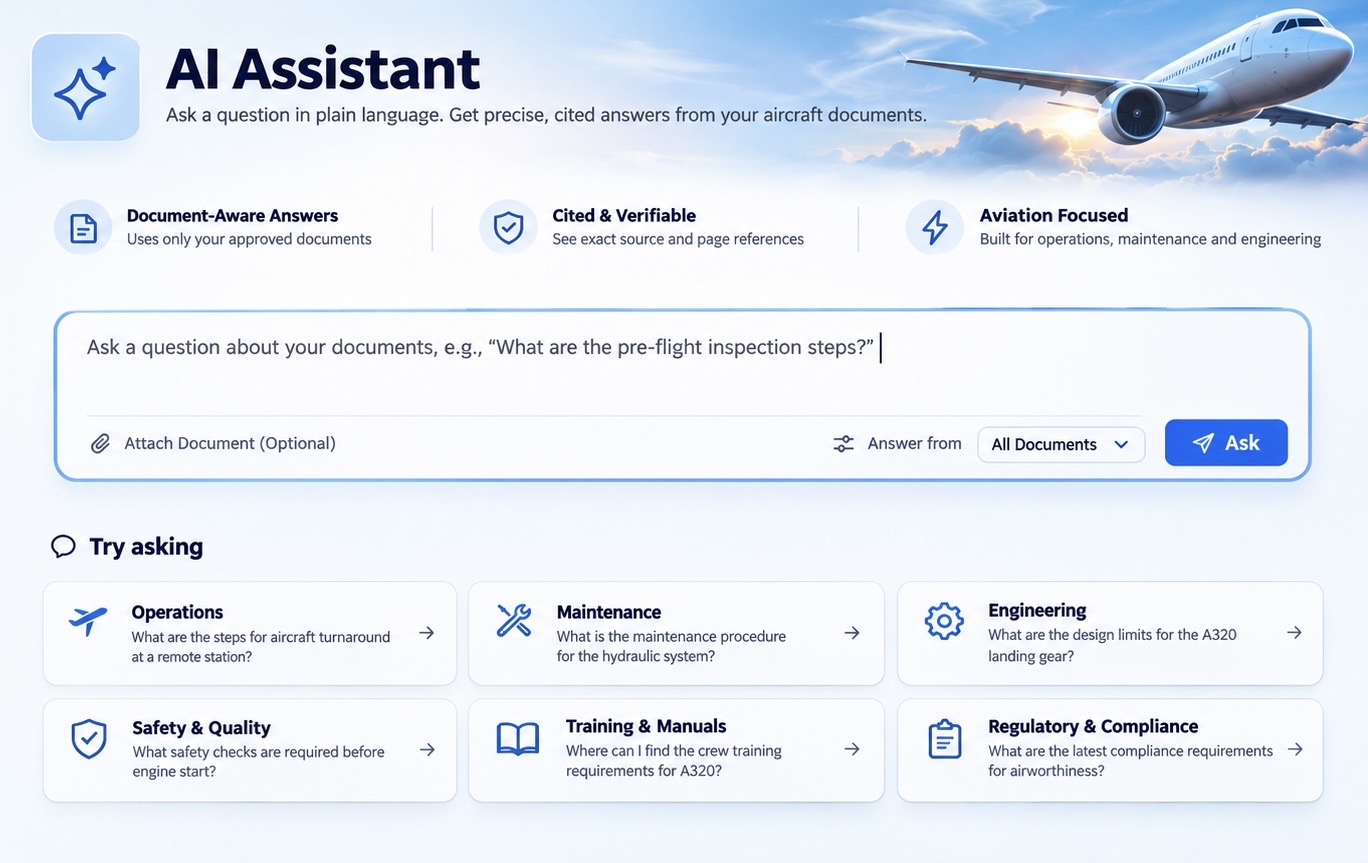 AI Assistant
Ask a question in plain language. Get precise, cited answers from your aircraft documents.
Document-Aware Answers
Uses only your approved documents
Cited & Verifiable
See exact source and page references
Aviation Focused
Built for operations, maintenance and engineering
Ask a question about your documents, e.g., “What are the pre-flight inspection steps?”
Attach Document (Optional)
Answer from
All Documents
Ask
Try asking
Operations
What are the steps for aircraft turnaround
at a remote station?
Maintenance
What is the maintenance procedure
for the hydraulic system?
Engineering
What are the design limits for the A320
landing gear?
Safety & Quality
What safety checks are required before
engine start?
Training & Manuals
Where can I find the crew training
requirements for A320?
Regulatory & Compliance
What are the latest compliance requirements
for airworthiness?